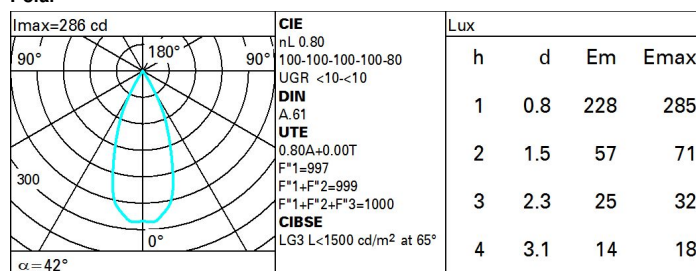 Imax=286 cd
90°
180°
90°
300
0°
α=42°
CIE
nL 0.80
100-100-100-100-80
UGR <10-<10
DIN
A.61
UTE
0.80A+0.00T
F"1=997
F"1+F"2=999
F"1+F"2+F"3=1000
CIBSE
LG3 L<1500 cd/m² at 65°
Lux
h d Em Emax
1 0.8 228 285
2 1.5 57 71
3 2.3 25 32
4 3.1 14 18